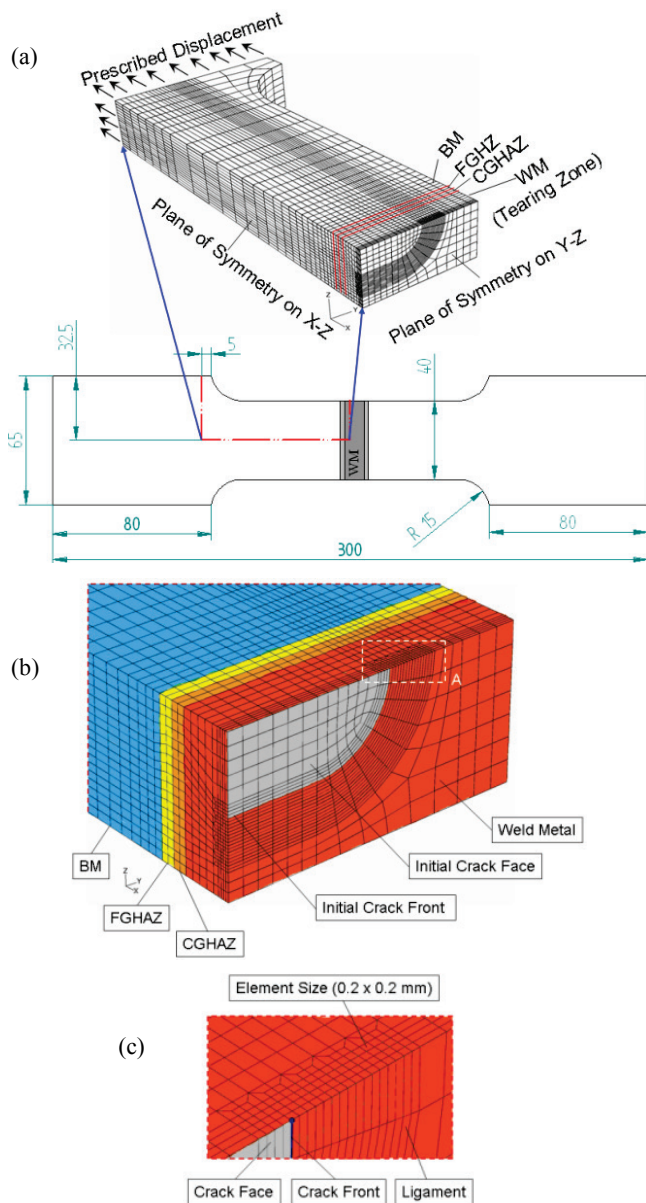 (a)
Prescribed Displacement
BM
FGHZ
CGHAZ
WM
(Tearing Zone)
Plane of Symmetry on X-Z
Plane of Symmetry on Y-Z
Z
Y
X
32.5
5
65
40
WM
80
R 15
80
300
(b)
A
Weld Metal
BM
Z
Y
X
Initial Crack Face
FGHAZ
Initial Crack Front
CGHAZ
Element Size (0.2 x 0.2 mm)
(c)
Crack Face
Crack Front
Ligament